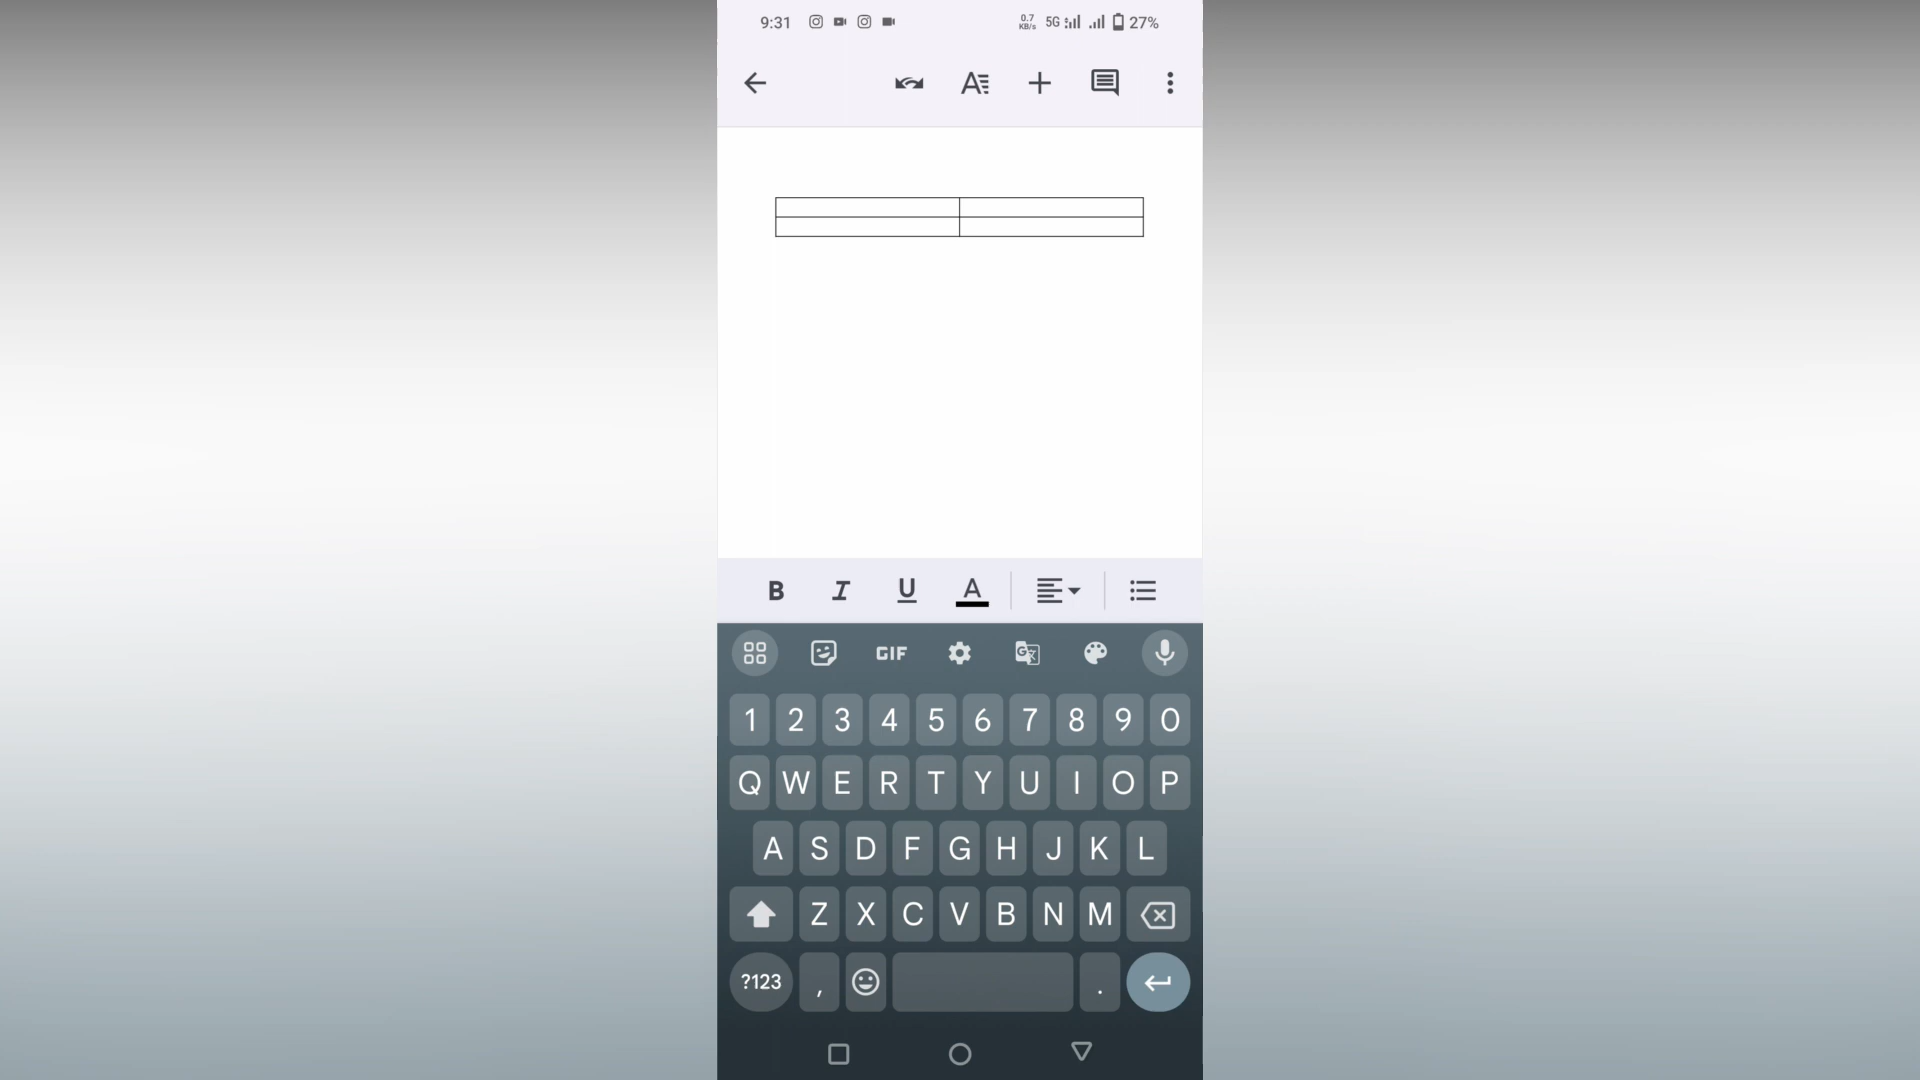 9:31 0.7 KB/s 5G 27%
A
B I U A
GIF G
1 2 3 4 5 6 7 8 9 0
Q W E R T Y U I O P
A S D F G H J K L
Z X C V B N M
?123 , .